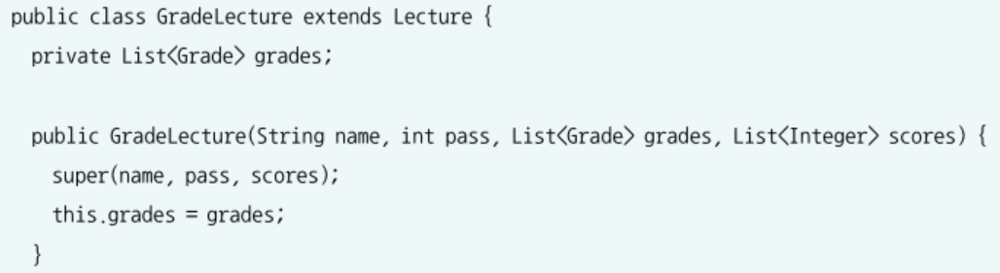 public class GradeLecture extends Lecture {
private List<Grade> grades;
public GradeLecture(String name, int pass, List<Grade> grades, List<Integer> scores) {
super(name, pass, scores);
this.grades = grades;
}